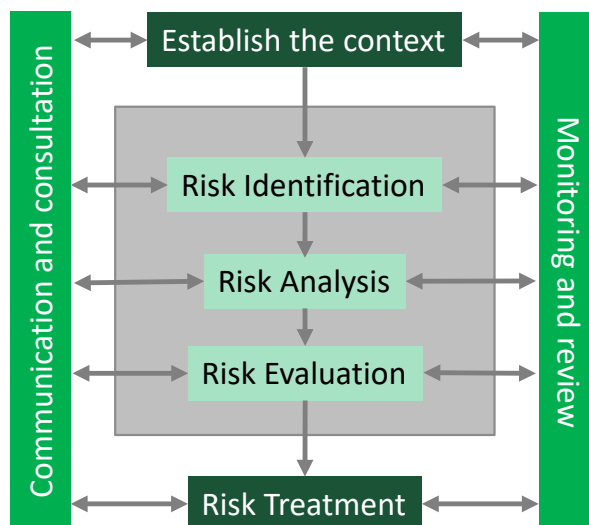 Establish the context
Communication and consultation
Monitoring and review
Risk Identification
Risk Analysis
Risk Evaluation
Risk Treatment